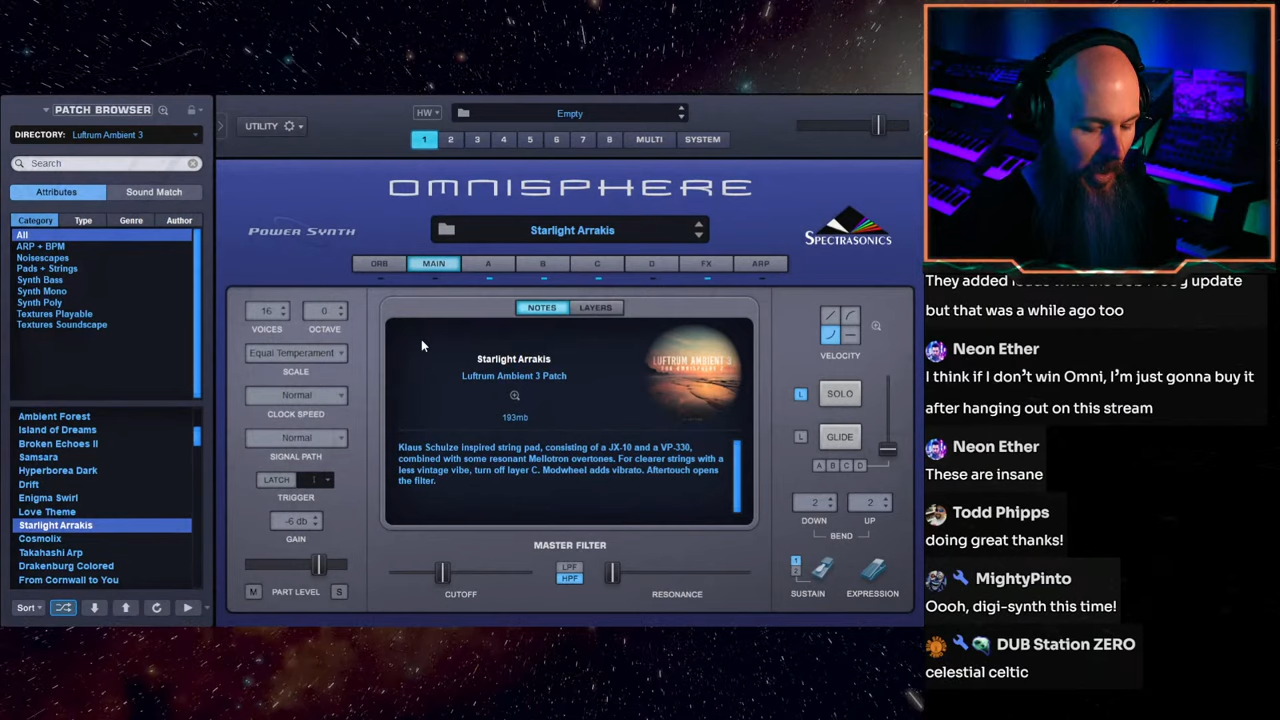 PATCH BROWSER
DIRECTORY: Luftrum Ambient 3
Search
Attributes
Sound Match
Category
Type
Genre
Author
All
ARP + BPM
Noisescapes
Pads + Strings
Synth Bass
Synth Mono
Synth Poly
Textures Playable
Textures Soundscape
Ambient Forest
Island of Dreams
Broken Echoes II
Samsara
Hyperborea Dark
Drift
Enigma Swirl
Love Theme
Starlight Arrakis
Cosmolix
Takahashi Arp
Drakenburg Colored
From Cornwall to You
Sort
UTILITY
HW
Empty
1
2
3
4
5
6
7
8
MULTI
SYSTEM
OMNISPHERE
POWER SYNTH
Starlight Arrakis
SPECTRASONICS
ORB
MAIN
A
B
C
D
FX
ARP
16
0
VOICES
OCTAVE
Equal Temperament
SCALE
Normal
CLOCK SPEED
Normal
SIGNAL PATH
LATCH
1
TRIGGER
-6 db
GAIN
M
PART LEVEL
S
NOTES
LAYERS
Starlight Arrakis
Luftrum Ambient 3 Patch
193mb
LUFTRUM AMBIENT 3
Klaus Schulze inspired string pad, consisting of a JX-10 and a VP-330,
combined with some resonant Mellotron overtones. For clearer strings with a
less vintage vibe, turn off layer C. Modwheel adds vibrato. Aftertouch opens
the filter.
MASTER FILTER
LPF
HPF
CUTOFF
RESONANCE
VELOCITY
L
SOLO
L
GLIDE
A
B
C
D
2
2
DOWN
UP
BEND
1
2
SUSTAIN
EXPRESSION
but that was a while ago too
Neon Ether
I think if I don't win Omni, I'm just gonna buy it
after hanging out on this stream
Neon Ether
These are insane
Todd Phipps
doing great thanks!
MightyPinto
Oooh, digi-synth this time!
DUB Station ZERO
celestial celtic